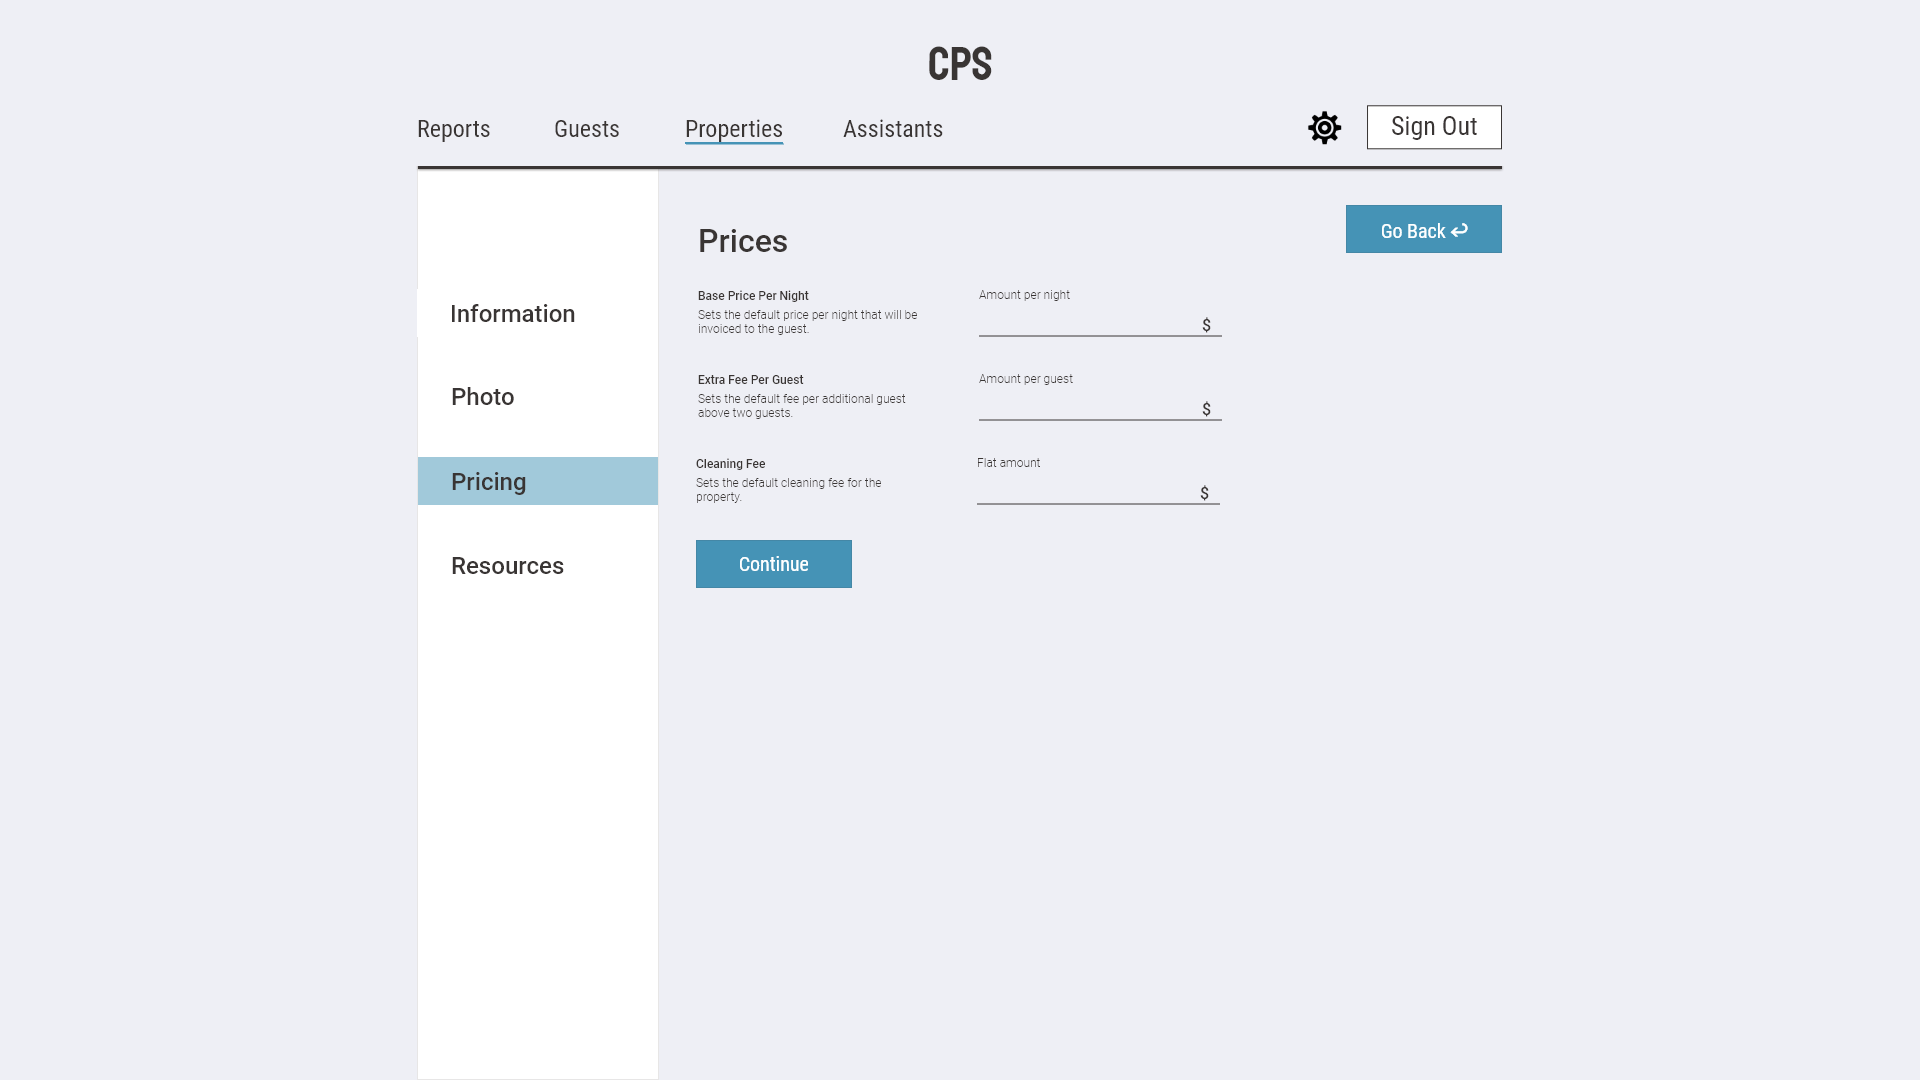 CPS
Reports
Guests
Properties
Assistants
Sign Out
Information
Photo
Pricing
Resources
Prices
Go Back
Base Price Per Night
Sets the default price per night that will be
invoiced to the guest.
Amount per night
$
Extra Fee Per Guest
Sets the default fee per additional guest
above two guests.
Amount per guest
$
Cleaning Fee
Sets the default cleaning fee for the
property.
Flat amount
$
Continue